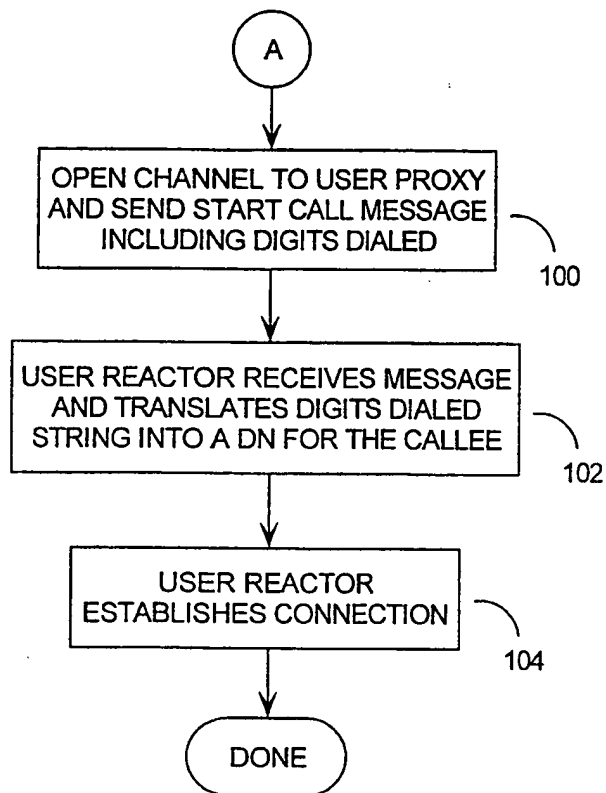 A
OPEN CHANNEL TO USER PROXY
AND SEND START CALL MESSAGE
INCLUDING DIGITS DIALED
100
USER REACTOR RECEIVES MESSAGE
AND TRANSLATES DIGITS DIALED
STRING INTO A DN FOR THE CALLEE
102
USER REACTOR
ESTABLISHES CONNECTION
104
DONE